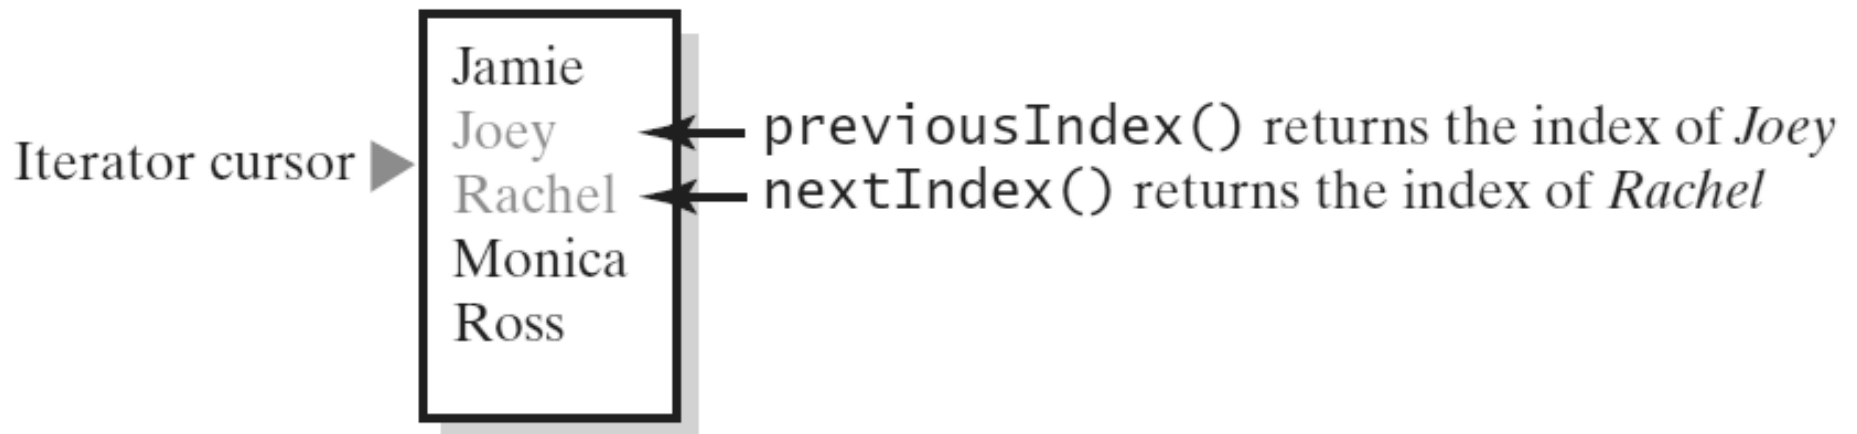 Jamie
Joey
previousIndex() returns the index of Joey
Iterator cursor
Rachel
nextIndex() returns the index of Rachel
Monica
Ross